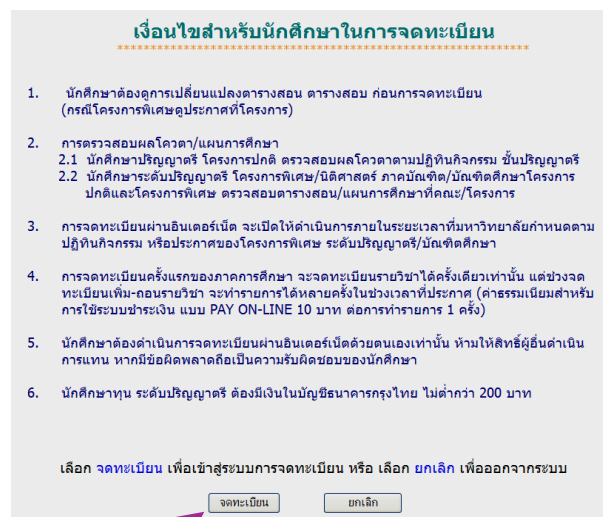 เงื่อนไขสำหรับนักศึกษาในการจดทะเบียน
1. นักศึกษาต้องดูการเปลี่ยนแปลงตารางสอน ตารางสอบ ก่อนการจดทะเบียน
(กรณีโครงการพิเศษดูประกาศที่โครงการ)
2. การตรวจสอบผลโควตา/แผนการศึกษา
2.1 นักศึกษาปริญญาตรี โครงการปกติ ตรวจสอบผลโควตาตามปฏิทินกิจกรรม ชั้นปริญญาตรี
2.2 นักศึกษาระดับปริญญาตรี โครงการพิเศษ/นิติศาสตร์ ภาคบัณฑิต/บัณฑิตศึกษาโครงการ
ปกติและโครงการพิเศษ ตรวจสอบตารางสอน/แผนการศึกษาที่คณะ/โครงการ
3. การจดทะเบียนผ่านอินเตอร์เน็ต จะเปิดให้ดำเนินการภายในระยะเวลาที่มหาวิทยาลัยกำหนดตาม
ปฏิทินกิจกรรม หรือประกาศของโครงการพิเศษ ระดับปริญญาตรี/บัณฑิตศึกษา
4. การจดทะเบียนครั้งแรกของภาคการศึกษา จะจดทะเบียนรายวิชาได้ครั้งเดียวเท่านั้น แต่ช่วงจด
ทะเบียนเพิ่ม-ถอนรายวิชา จะทำรายการได้หลายครั้งในช่วงเวลาที่ประกาศ (ค่าธรรมเนียมสำหรับ
การใช้ระบบชำระเงิน แบบ PAY ON-LINE 10 บาท ต่อการทำรายการ 1 ครั้ง)
5. นักศึกษาต้องดำเนินการจดทะเบียนผ่านอินเตอร์เน็ตด้วยตนเองเท่านั้น ห้ามให้สิทธิ์ผู้อื่นดำเนิน
การแทน หากมีข้อผิดพลาดถือเป็นความรับผิดชอบของนักศึกษา
6. นักศึกษาทุน ระดับปริญญาตรี ต้องมีเงินในบัญชีธนาคารกรุงไทย ไม่ต่ำกว่า 200 บาท
เลือก จดทะเบียน เพื่อเข้าสู่ระบบการจดทะเบียน หรือ เลือก ยกเลิก เพื่อออกจากระบบ
จดทะเบียน ยกเลิก